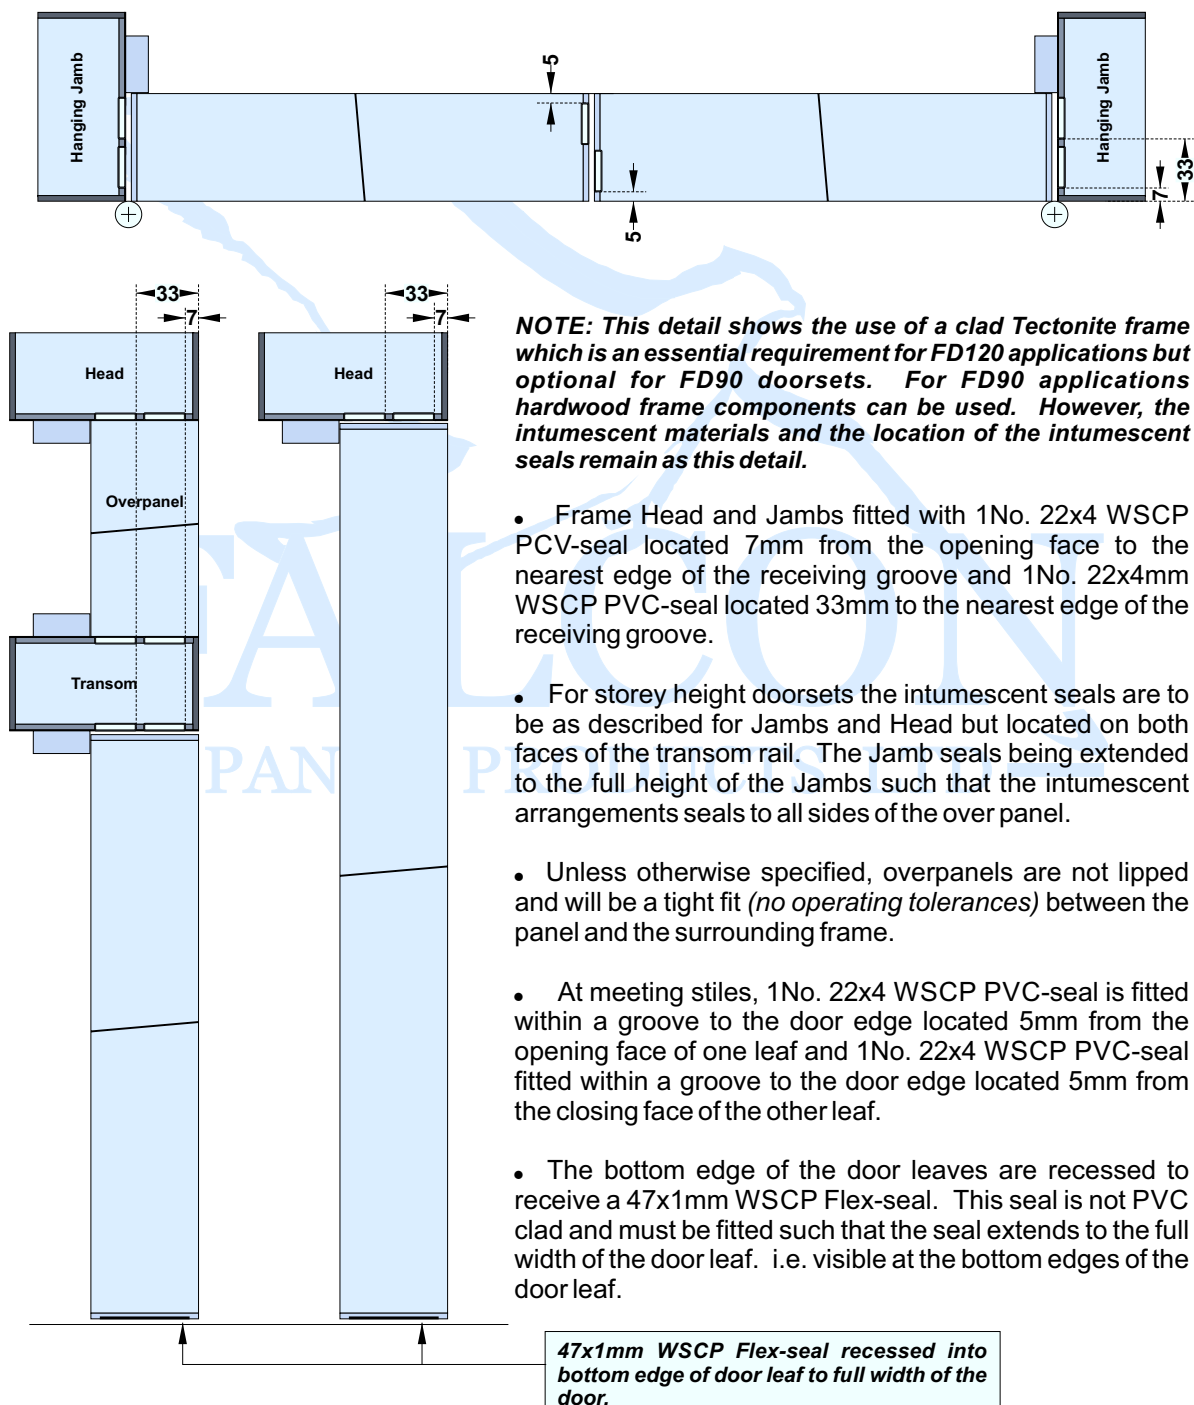 Hanging Jamb
5
5
Hanging Jamb
33
7
33
7
Head
Overpanel
Transom
33
7
Head
NOTE: This detail shows the use of a clad Tectonite frame
which is an essential requirement for FD120 applications but
optional for FD90 doorsets. For FD90 applications
hardwood frame components can be used. However, the
intumescent materials and the location of the intumescent
seals remain as this detail.
• Frame Head and Jambs fitted with 1No. 22x4 WSCP
PCV-seal located 7mm from the opening face to the
nearest edge of the receiving groove and 1No. 22x4mm
WSCP PVC-seal located 33mm to the nearest edge of the
receiving groove.
• For storey height doorsets the intumescent seals are to
be as described for Jambs and Head but located on both
faces of the transom rail. The Jamb seals being extended
to the full height of the Jambs such that the intumescent
arrangements seals to all sides of the over panel.
• Unless otherwise specified, overpanels are not lipped
and will be a tight fit (no operating tolerances) between the
panel and the surrounding frame.
• At meeting stiles, 1No. 22x4 WSCP PVC-seal is fitted
within a groove to the door edge located 5mm from the
opening face of one leaf and 1No. 22x4 WSCP PVC-seal
fitted within a groove to the door edge located 5mm from
the closing face of the other leaf.
• The bottom edge of the door leaves are recessed to
receive a 47x1mm WSCP Flex-seal. This seal is not PVC
clad and must be fitted such that the seal extends to the full
width of the door leaf. i.e. visible at the bottom edges of the
door leaf.
47x1mm WSCP Flex-seal recessed into
bottom edge of door leaf to full width of the
door.
FALCON
PANEL PRODUCTS LTD